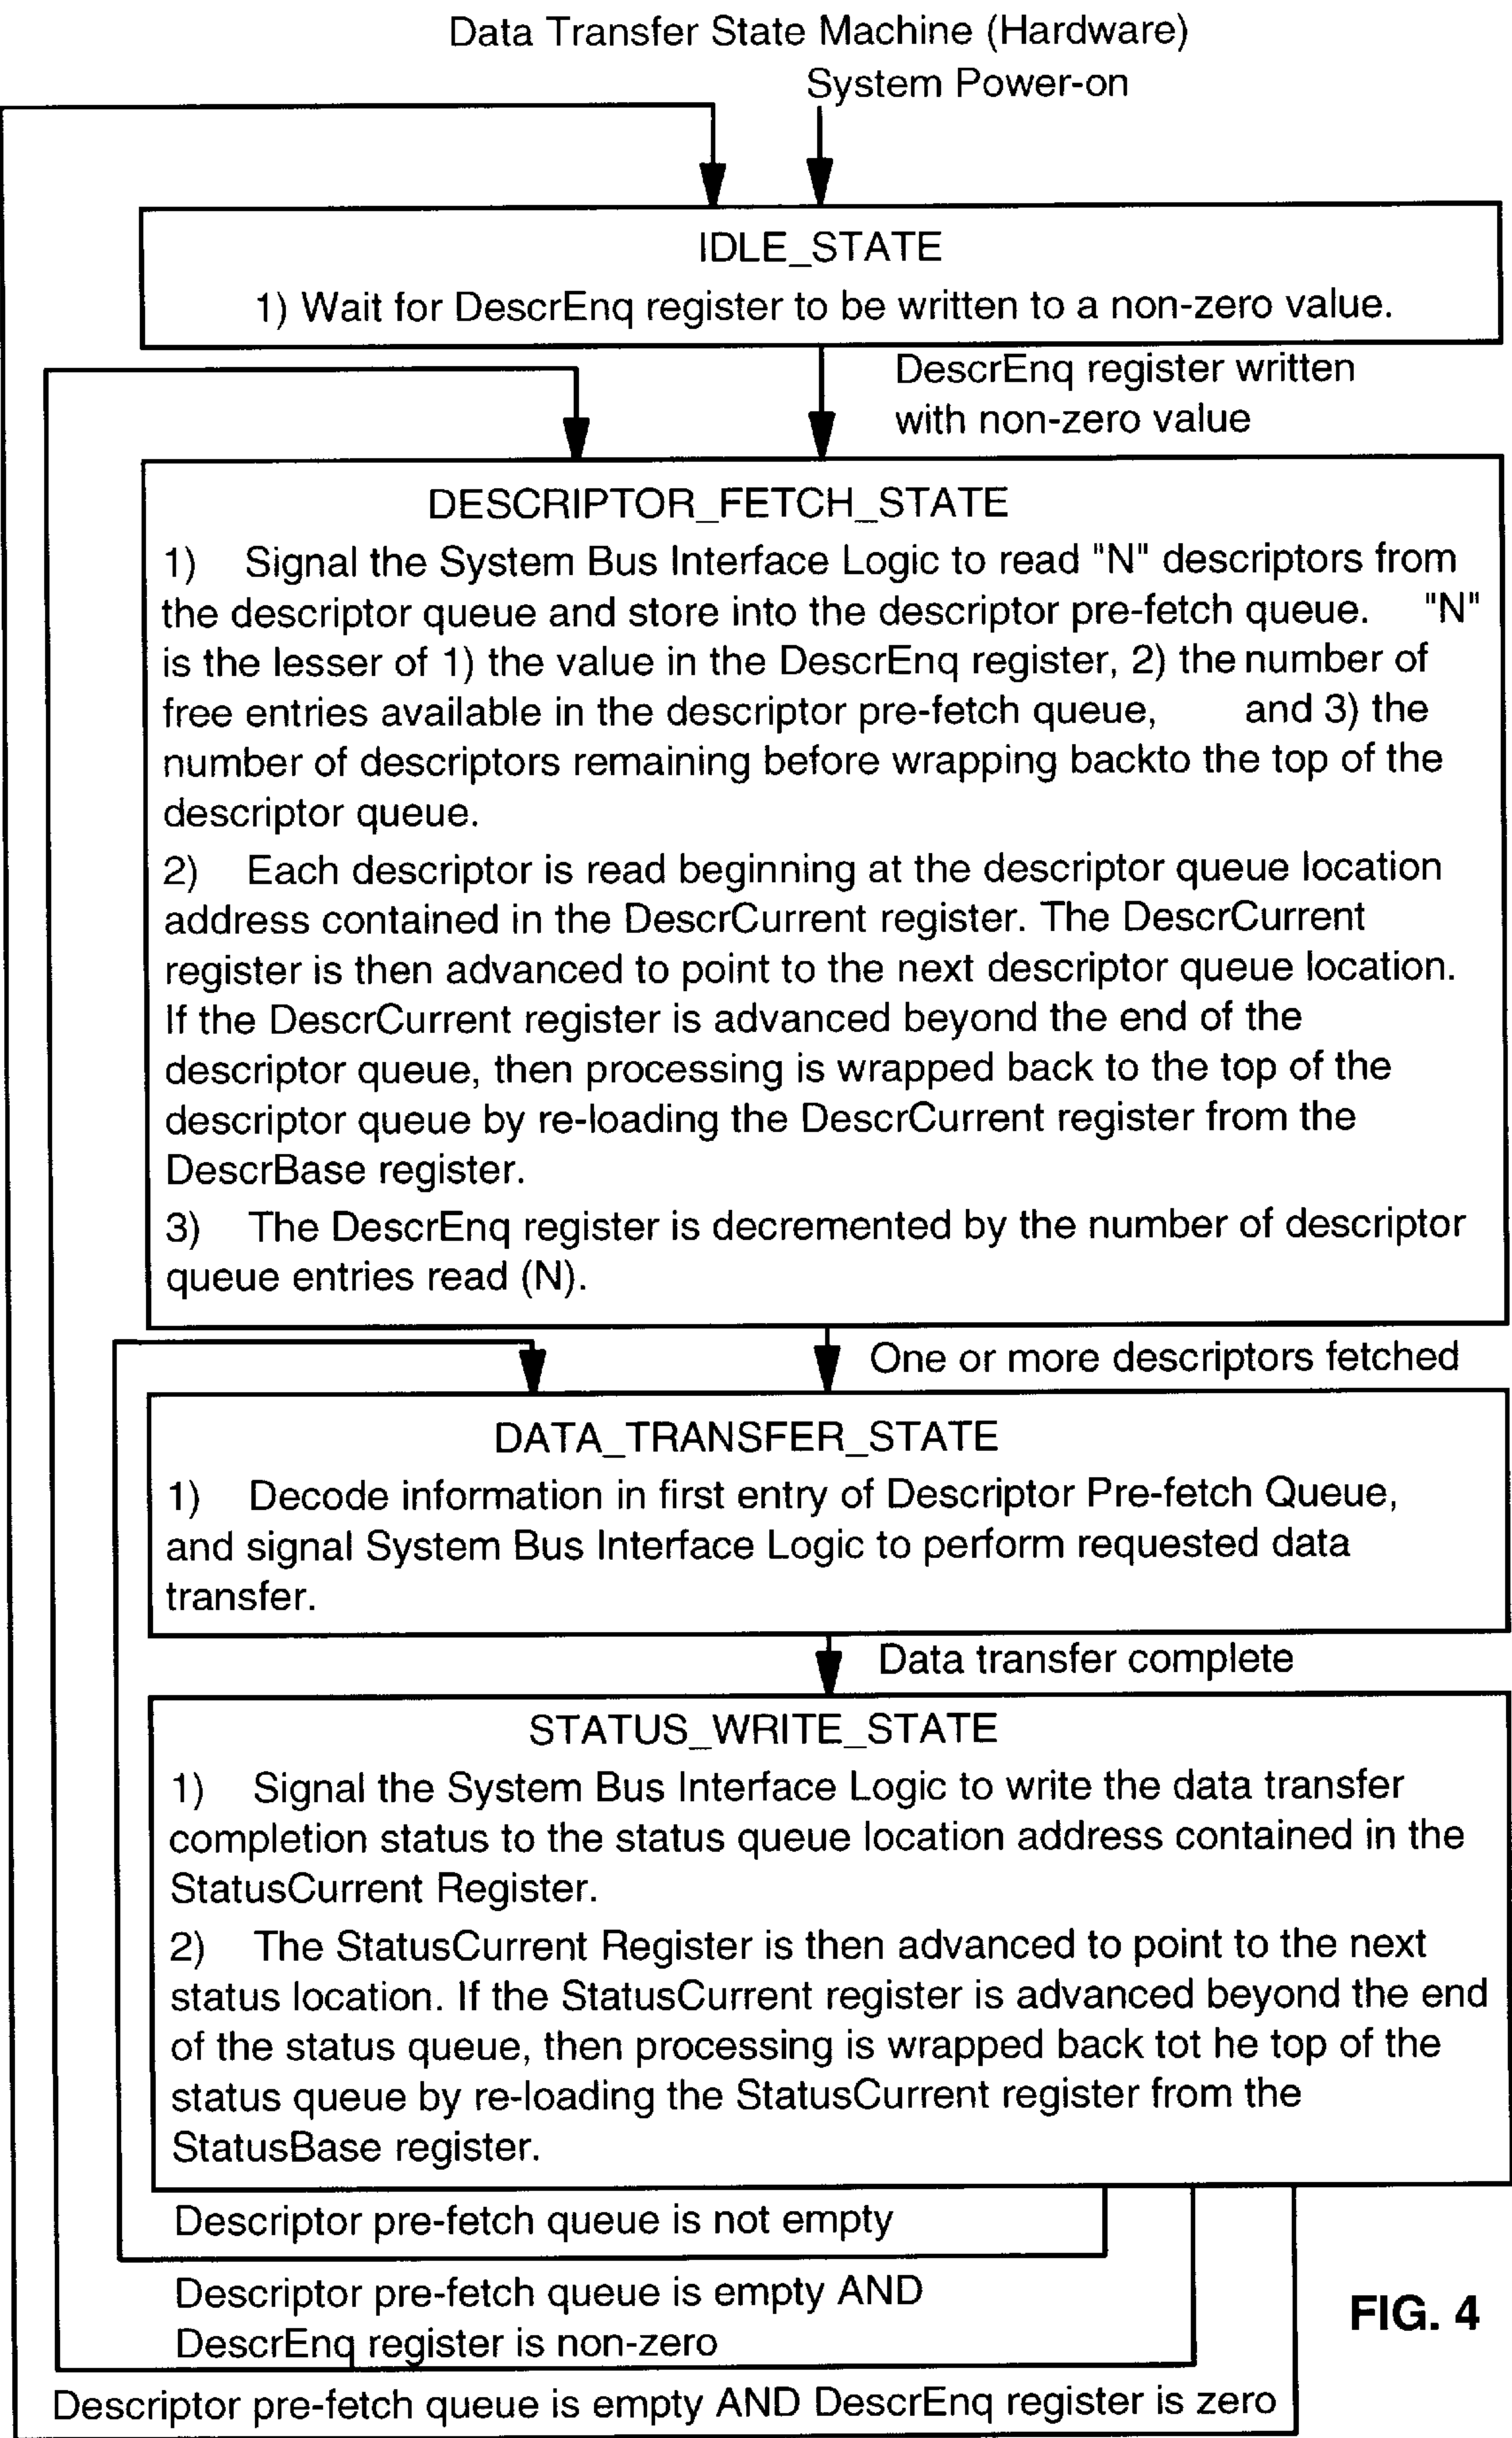 Data Transfer State Machine (Hardware)
System Power-on
IDLE_STATE
1) Wait for DescrEnq register to be written to a non-zero value.
DescrEnq register written
with non-zero value
DESCRIPTOR_FETCH_STATE
1) Signal the System Bus Interface Logic to read "N" descriptors from
the descriptor queue and store into the descriptor pre-fetch queue. "N"
is the lesser of 1) the value in the DescrEnq register, 2) the number of
free entries available in the descriptor pre-fetch queue, and 3) the
number of descriptors remaining before wrapping backto the top of the
descriptor queue.
2) Each descriptor is read beginning at the descriptor queue location
address contained in the DescrCurrent register. The DescrCurrent
register is then advanced to point to the next descriptor queue location.
If the DescrCurrent register is advanced beyond the end of the
descriptor queue, then processing is wrapped back to the top of the
descriptor queue by re-loading the DescrCurrent register from the
DescrBase register.
3) The DescrEnq register is decremented by the number of descriptor
queue entries read (N).
One or more descriptors fetched
DATA_TRANSFER_STATE
1) Decode information in first entry of Descriptor Pre-fetch Queue,
and signal System Bus Interface Logic to perform requested data
transfer.
Data transfer complete
STATUS_WRITE_STATE
1) Signal the System Bus Interface Logic to write the data transfer
completion status to the status queue location address contained in the
StatusCurrent Register.
2) The StatusCurrent Register is then advanced to point to the next
status location. If the StatusCurrent register is advanced beyond the end
of the status queue, then processing is wrapped back tot he top of the
status queue by re-loading the StatusCurrent register from the
StatusBase register.
Descriptor pre-fetch queue is not empty
Descriptor pre-fetch queue is empty AND
DescrEnq register is non-zero
Descriptor pre-fetch queue is empty AND DescrEnq register is zero
FIG. 4